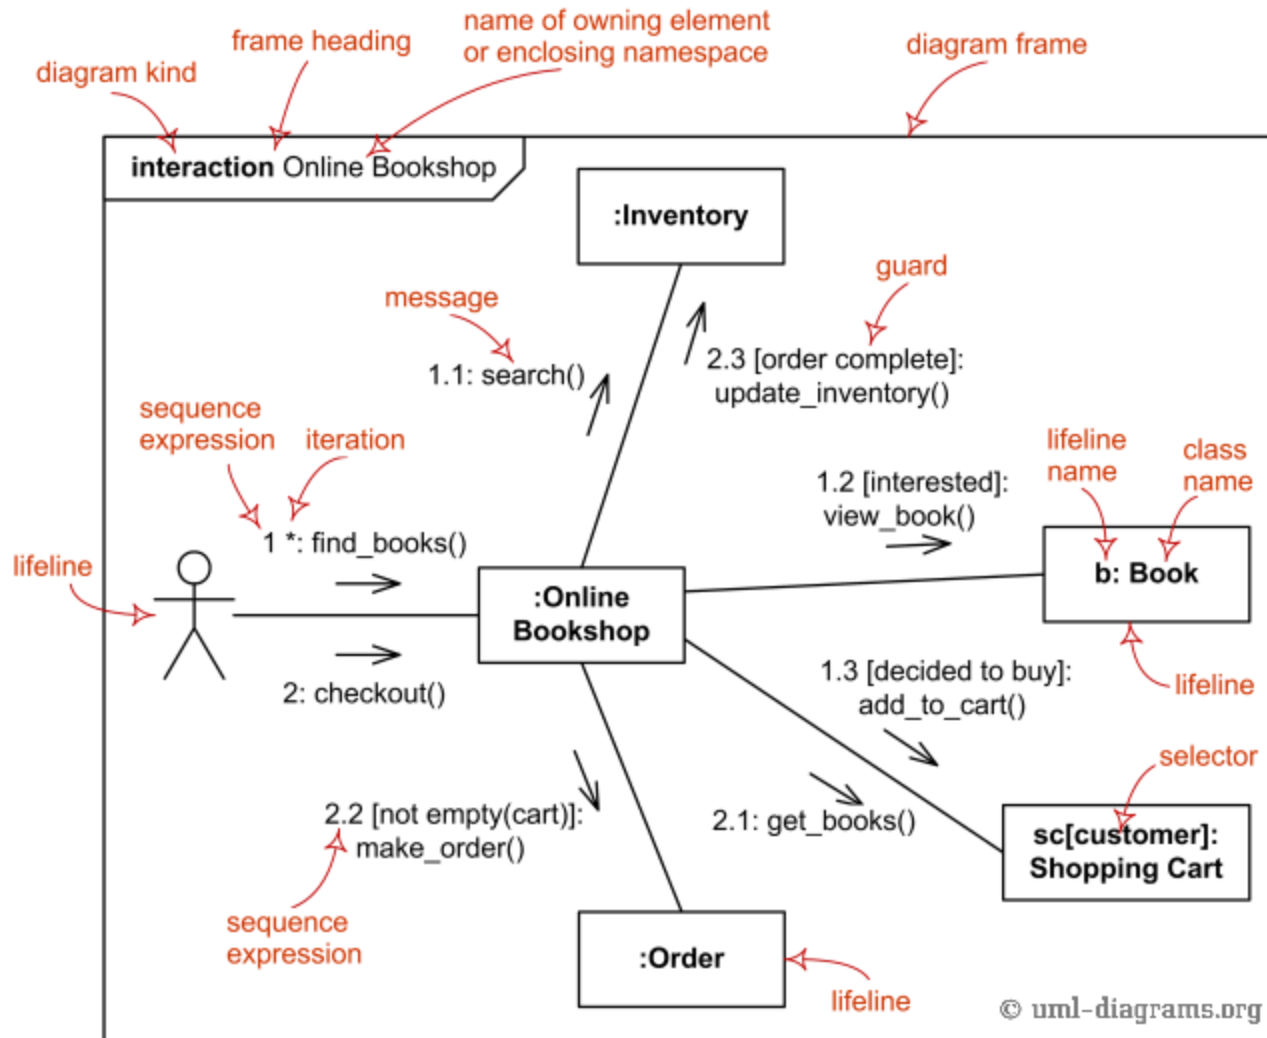 name of owning element
or enclosing namespace
frame heading
diagram frame
diagram kind
interaction Online Bookshop
:Inventory
guard
message
2.3 [order complete]:
update_inventory()
1.1: search()
sequence
expression
iteration
lifeline
name
class
name
1.2 [interested]:
view_book()
1 *: find_books()
lifeline
b: Book
:Online
Bookshop
1.3 [decided to buy]:
add_to_cart()
lifeline
2: checkout()
selector
2.2 [not empty(cart)]:
make_order()
2.1: get_books()
sc[customer]:
Shopping Cart
sequence
expression
:Order
lifeline
© uml-diagrams.org